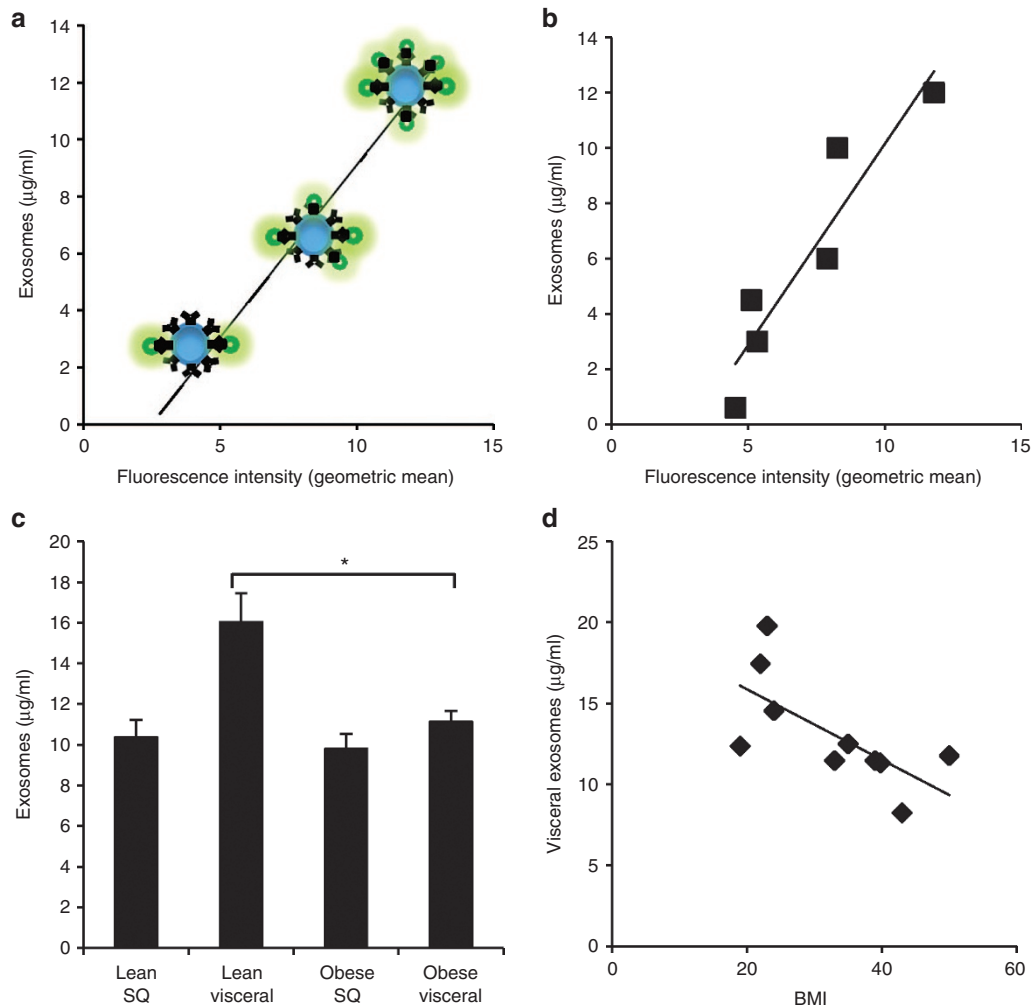 a
14
12
10
8
6
4
2
0
Exosomes (µg/ml)
0 5 10 15
Fluorescence intensity (geometric mean)
b
14
12
10
8
6
4
2
0
Exosomes (µg/ml)
0 5 10 15
Fluorescence intensity (geometric mean)
c
20
18
16
14
12
10
8
6
4
2
0
Exosomes (µg/ml)
*
Lean SQ
Lean visceral
Obese SQ
Obese visceral
d
25
20
15
10
5
0
Visceral exosomes (µg/ml)
0 20 40 60
BMI